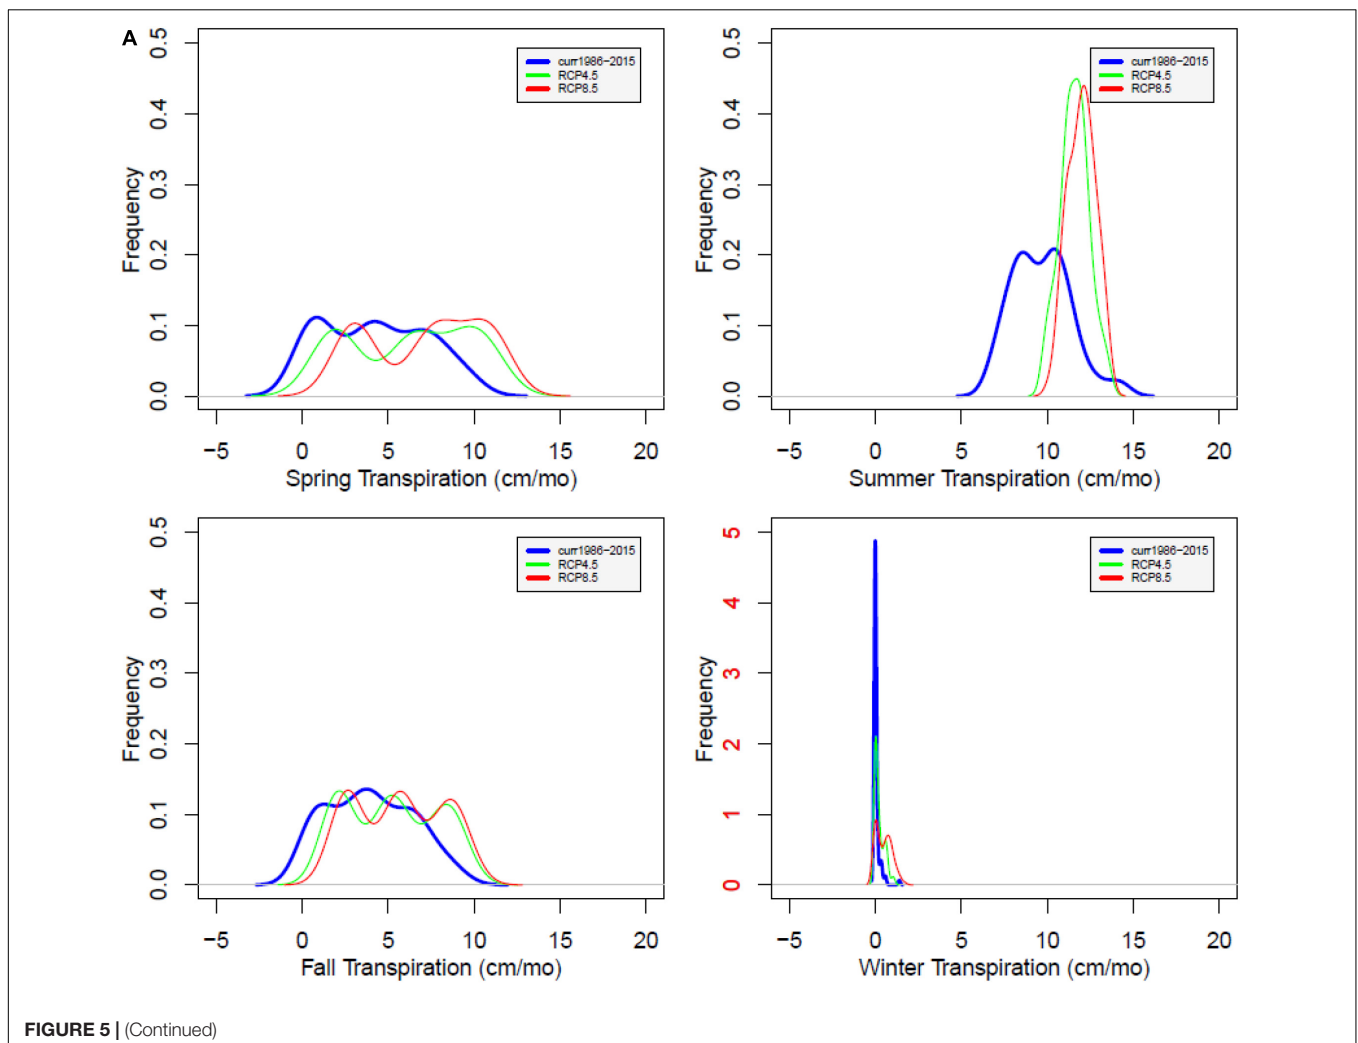 A
0.5
0.4
0.3
0.2
0.1
0.0
Frequency
curr1986−2015
RCP4.5
RCP8.5
−5 0 5 10 15 20
Spring Transpiration (cm/mo)
0.5
0.4
0.3
0.2
0.1
0.0
Frequency
curr1986−2015
RCP4.5
RCP8.5
−5 0 5 10 15 20
Summer Transpiration (cm/mo)
0.5
0.4
0.3
0.2
0.1
0.0
Frequency
curr1986−2015
RCP4.5
RCP8.5
−5 0 5 10 15 20
Fall Transpiration (cm/mo)
5
4
3
2
1
0
Frequency
curr1986−2015
RCP4.5
RCP8.5
−5 0 5 10 15 20
Winter Transpiration (cm/mo)
FIGURE 5 | (Continued)